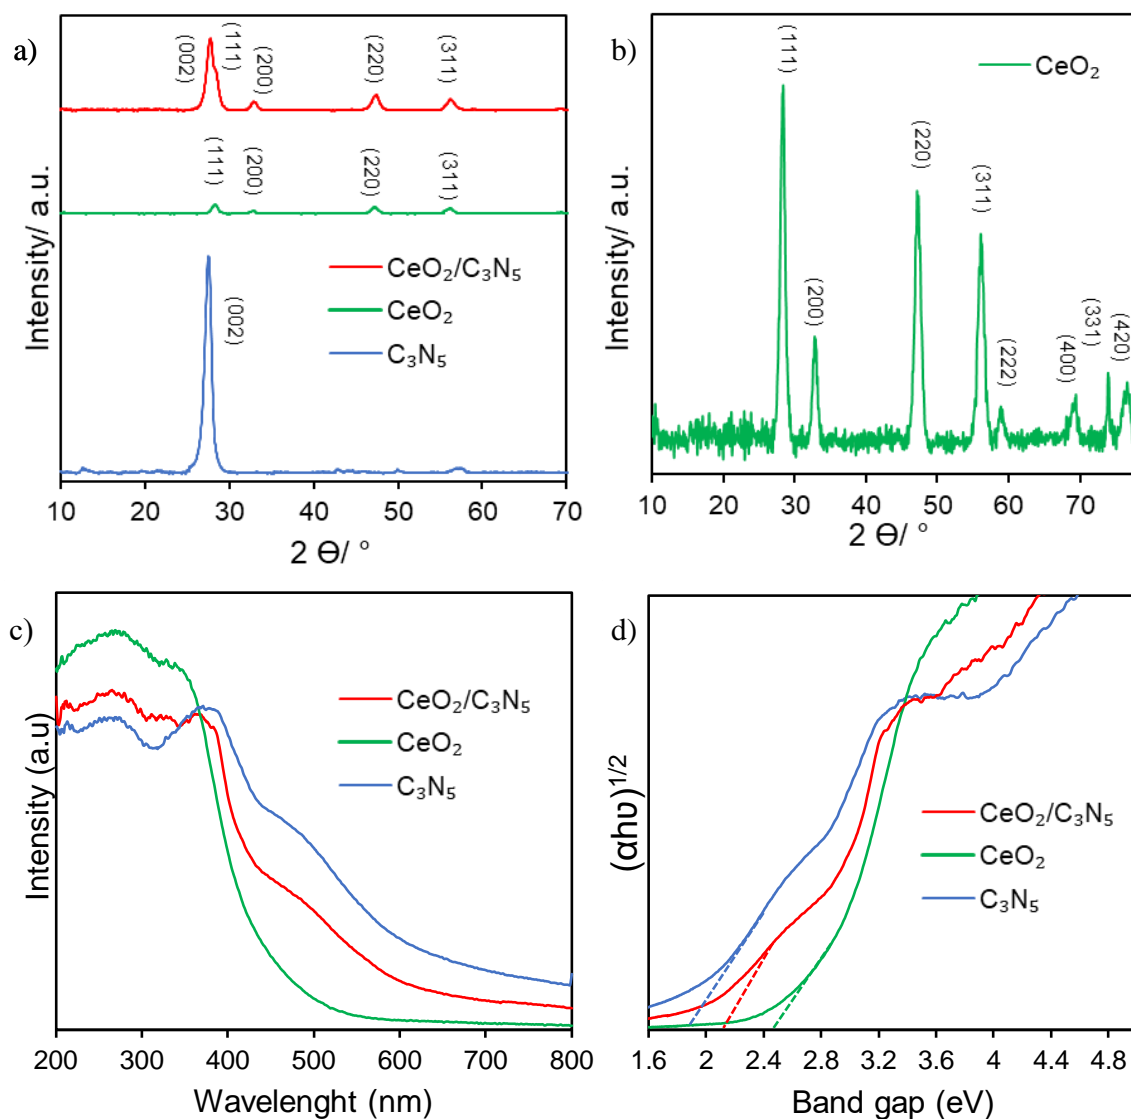 a)
(002)
(111)
(200)
(220)
(311)
(111)
(200)
(220)
(311)
CeO₂/C₃N₅
CeO₂
C₃N₅
(002)
Intensity/ a.u.
10 20 30 40 50 60 70
2 ϴ/ °
b)
CeO₂
(111)
(200)
(220)
(311)
(222)
(400)
(331)
(420)
Intensity/ a.u.
10 20 30 40 50 60 70
2 ϴ/ °
c)
CeO₂/C₃N₅
CeO₂
C₃N₅
Intensity (a.u)
200 300 400 500 600 700 800
Wavelenght (nm)
d)
CeO₂/C₃N₅
CeO₂
C₃N₅
(αhυ)^1/2
1.6 2 2.4 2.8 3.2 3.6 4 4.4 4.8
Band gap (eV)